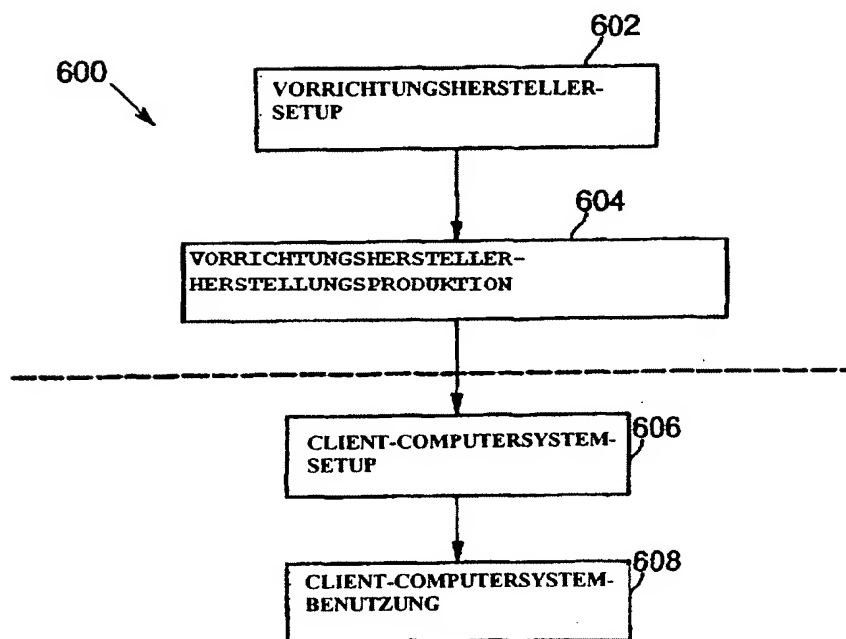 602
600
VORRICHTUNGSHERSTELLER-
SETUP
604
VORRICHTUNGSHERSTELLER-
HERSTELLUNGSPRODUKTION
606
CLIENT-COMPUTERSYSTEM-
SETUP
608
CLIENT-COMPUTERSYSTEM-
BENUTZUNG